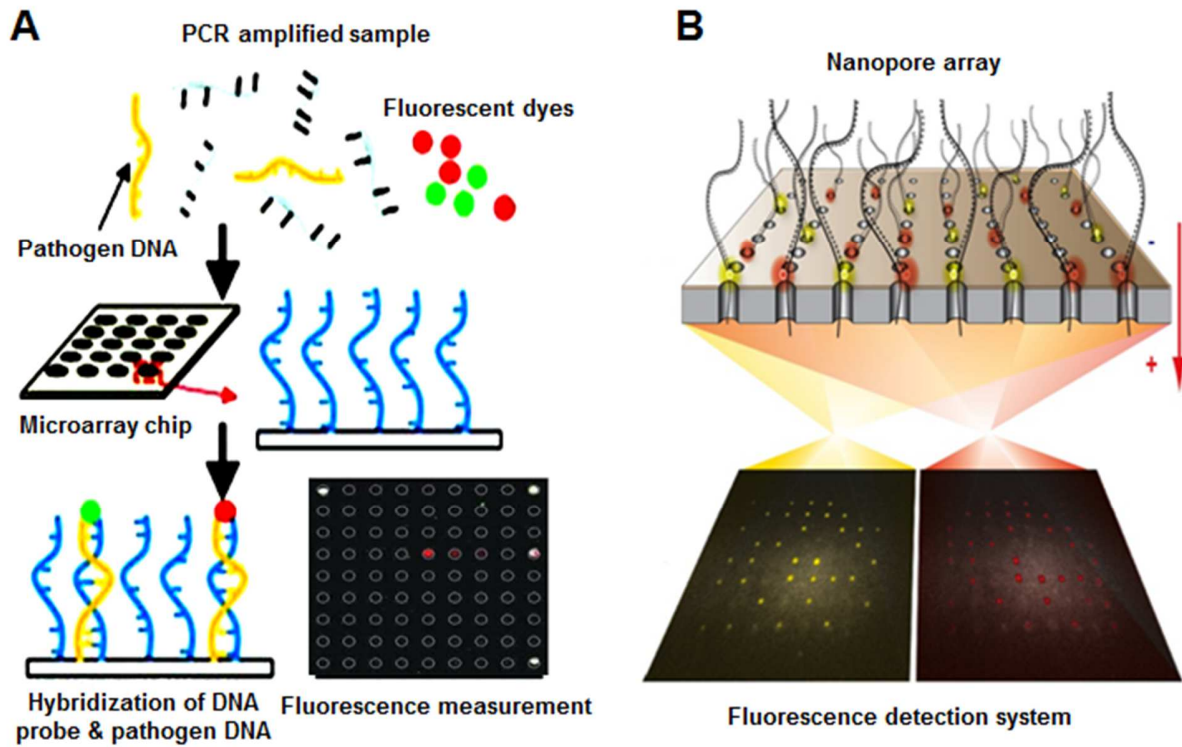 A
PCR amplified sample
Fluorescent dyes
Pathogen DNA
Microarray chip
Hybridization of DNA
probe & pathogen DNA
Fluorescence measurement
B
Nanopore array
-
+
Fluorescence detection system